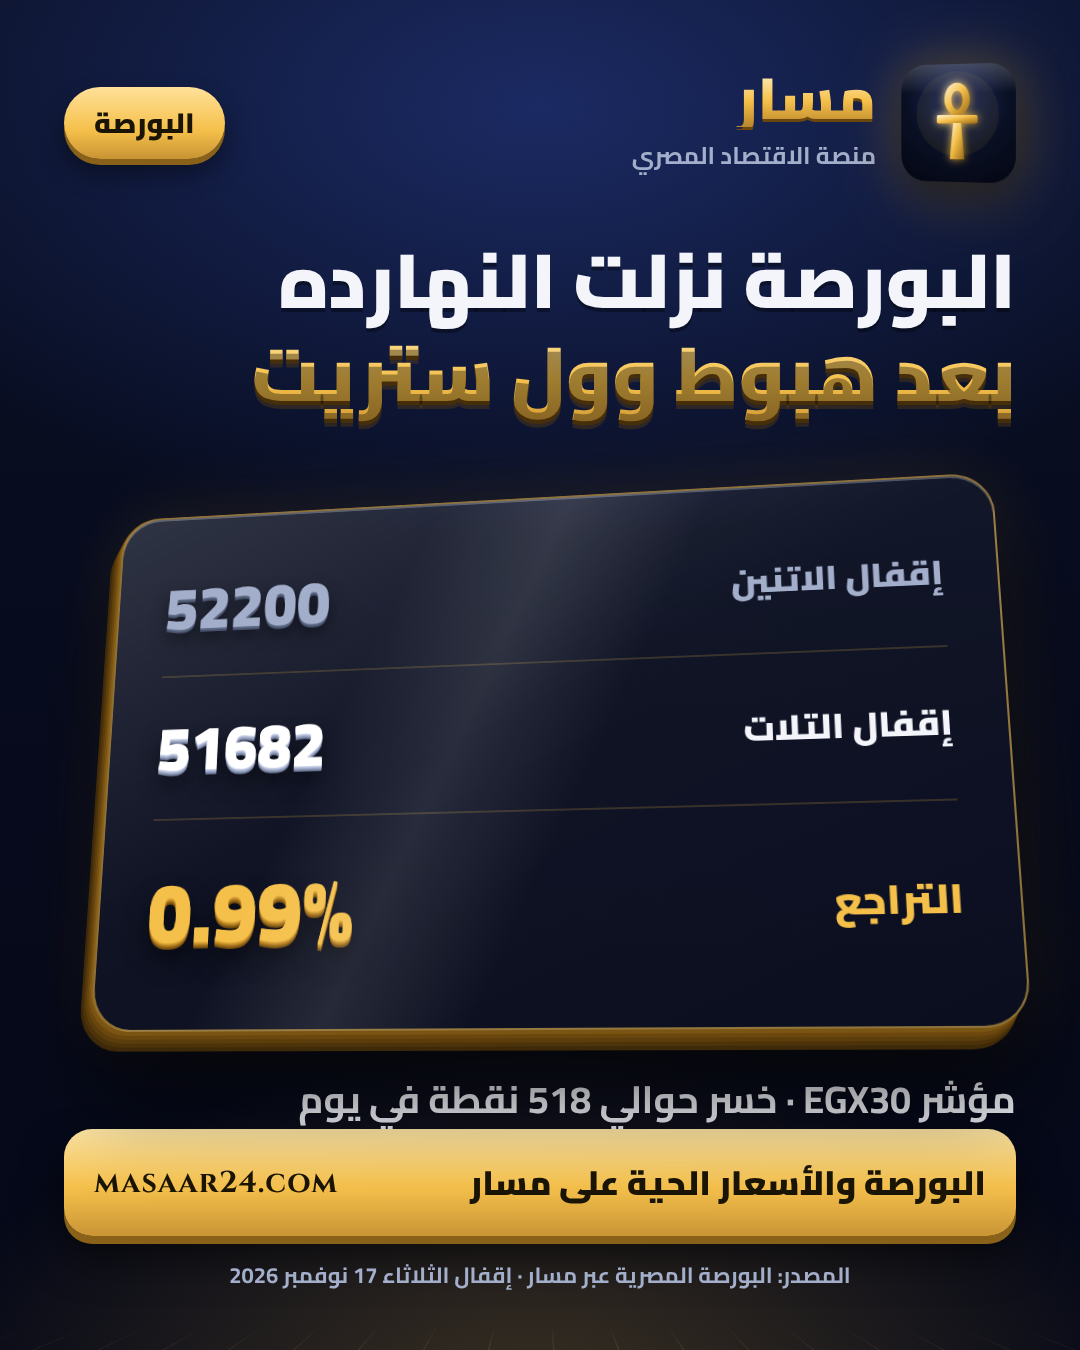 مسار
منصة الاقتصاد المصري
البورصة
البورصة نزلت النهارده
بعد هبوط وول ستريت
إقفال الاتنين 52200
إقفال التلات 51682
التراجع 0.99%
مؤشر EGX30 · خسر حوالي 518 نقطة في يوم
البورصة والأسعار الحية على مسار MASAAR24.COM
المصدر: البورصة المصرية عبر مسار · إقفال الثلاثاء 17 نوفمبر 2026